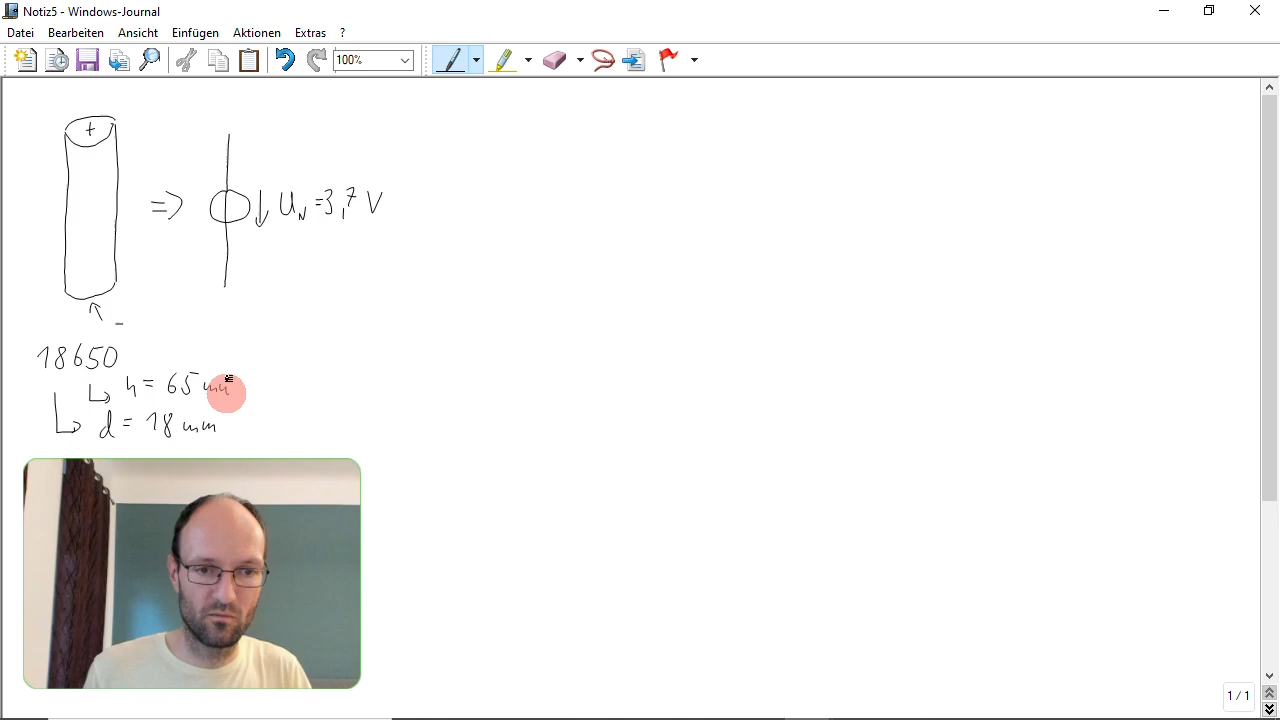 Notiz5 - Windows-Journal
Datei Bearbeiten Ansicht Einfügen Aktionen Extras ?
100%
+
=> ↓ U_N = 3,7 V
-
18650
h = 65 mm
d = 18 mm
1 / 1